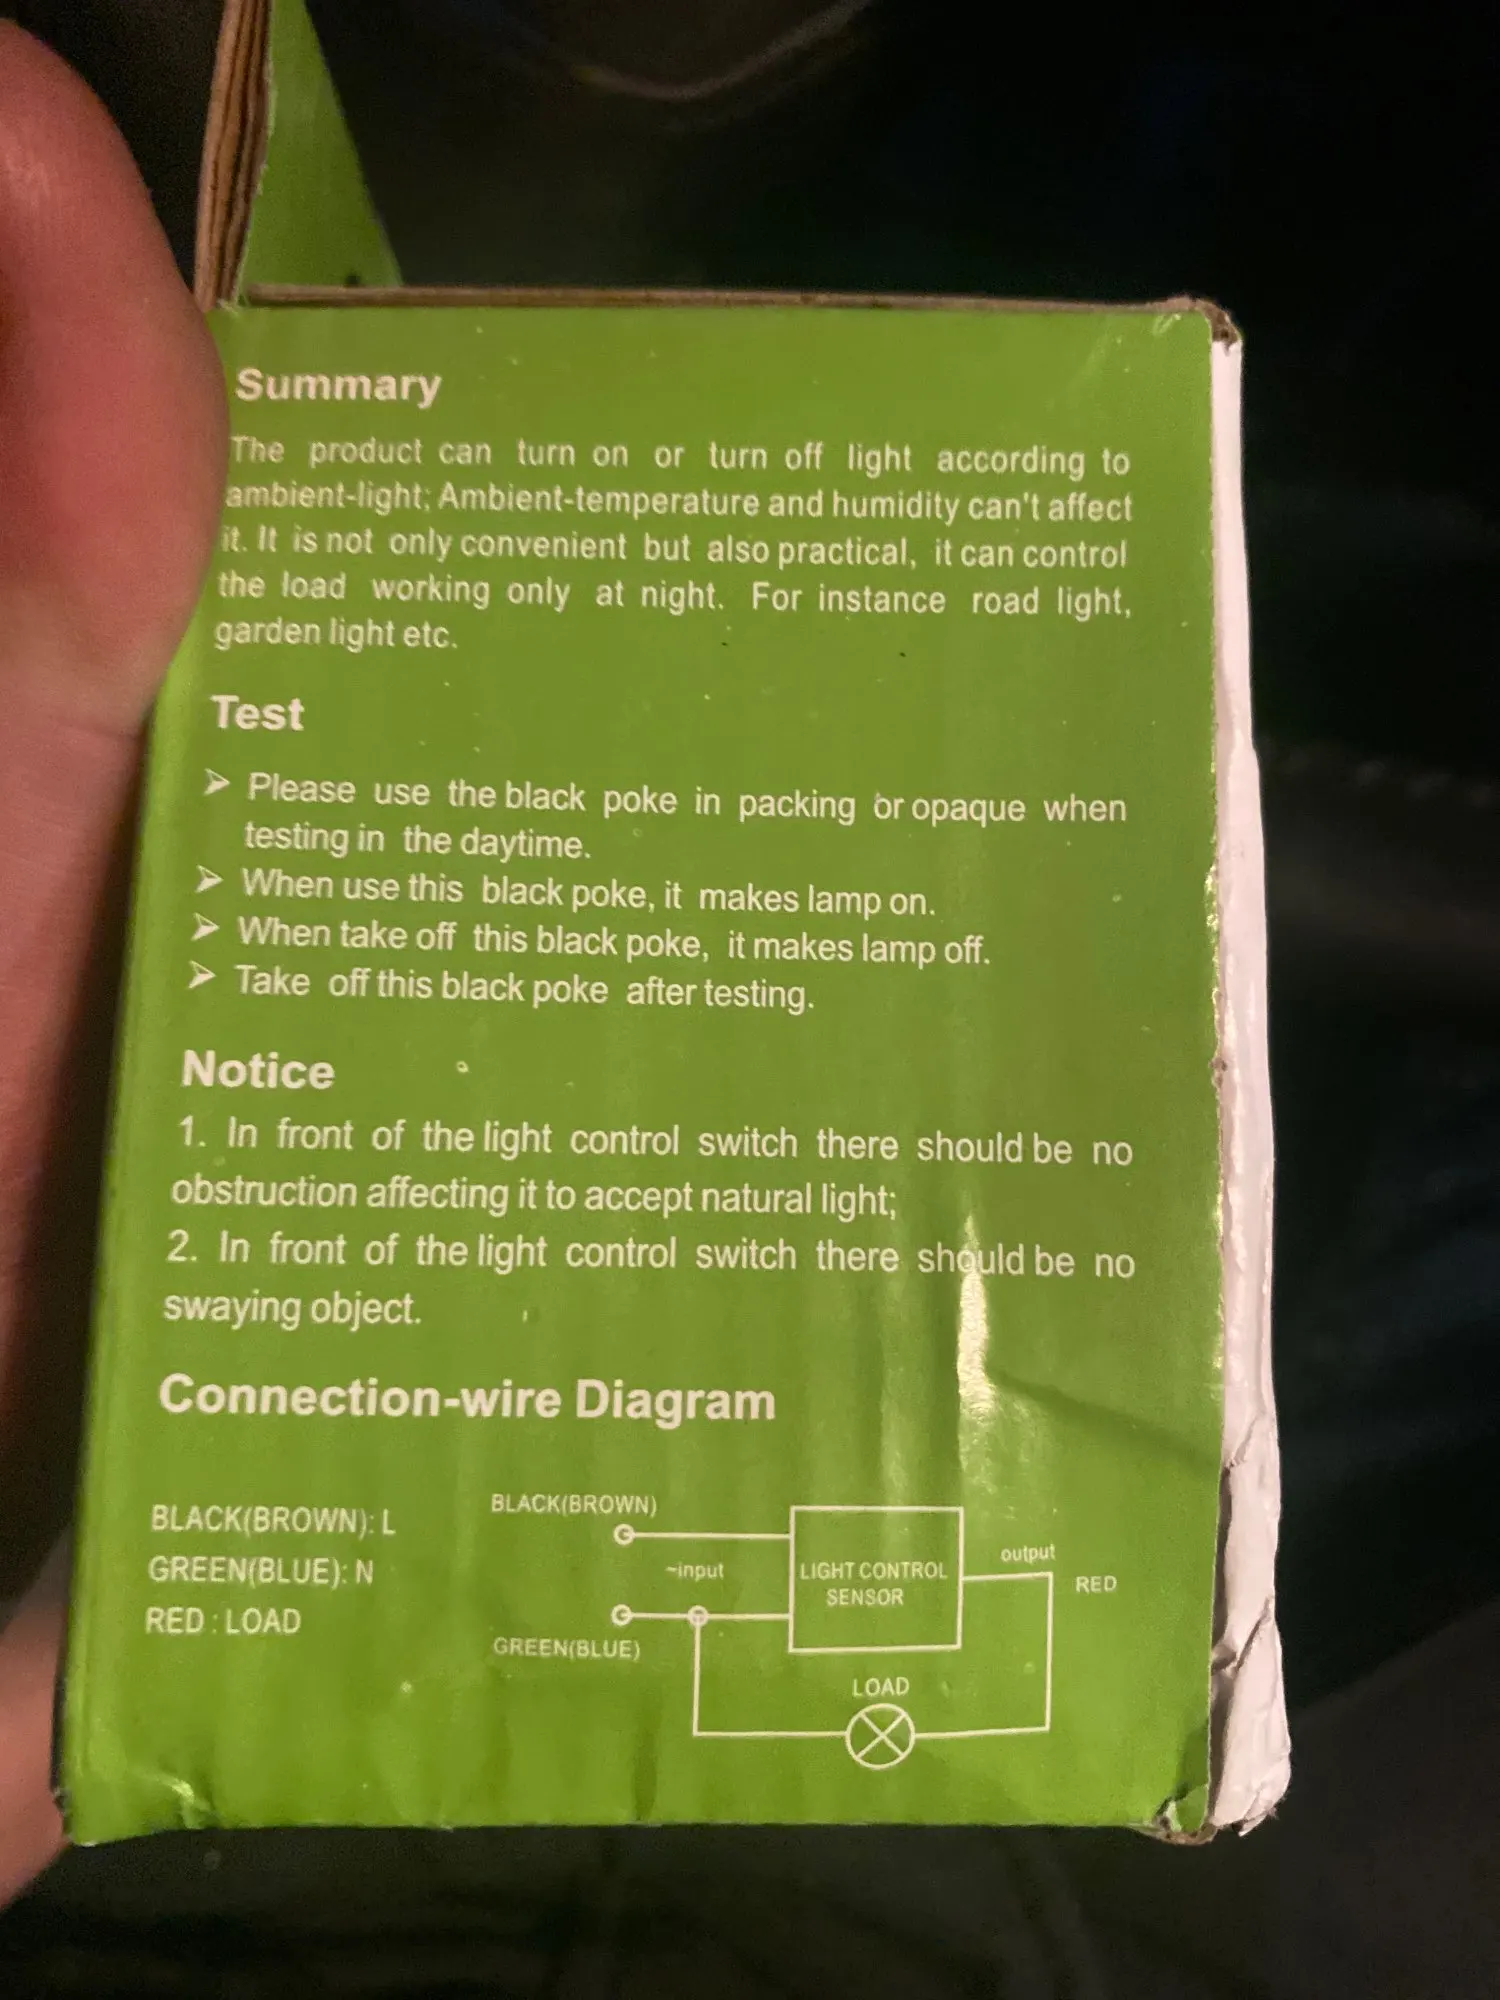 Summary
The product can turn on or turn off light according to
ambient-light; Ambient-temperature and humidity can't affect
it. It is not only convenient but also practical, it can control
the load working only at night. For instance road light,
garden light etc.
Test
➢ Please use the black poke in packing or opaque when
testing in the daytime.
➢ When use this black poke, it makes lamp on.
➢ When take off this black poke, it makes lamp off.
➢ Take off this black poke after testing.
Notice
1. In front of the light control switch there should be no
obstruction affecting it to accept natural light;
2. In front of the light control switch there should be no
swaying object.
Connection-wire Diagram
BLACK(BROWN): L
GREEN(BLUE): N
RED : LOAD
BLACK(BROWN)
~input
GREEN(BLUE)
LIGHT CONTROL
SENSOR
output
RED
LOAD